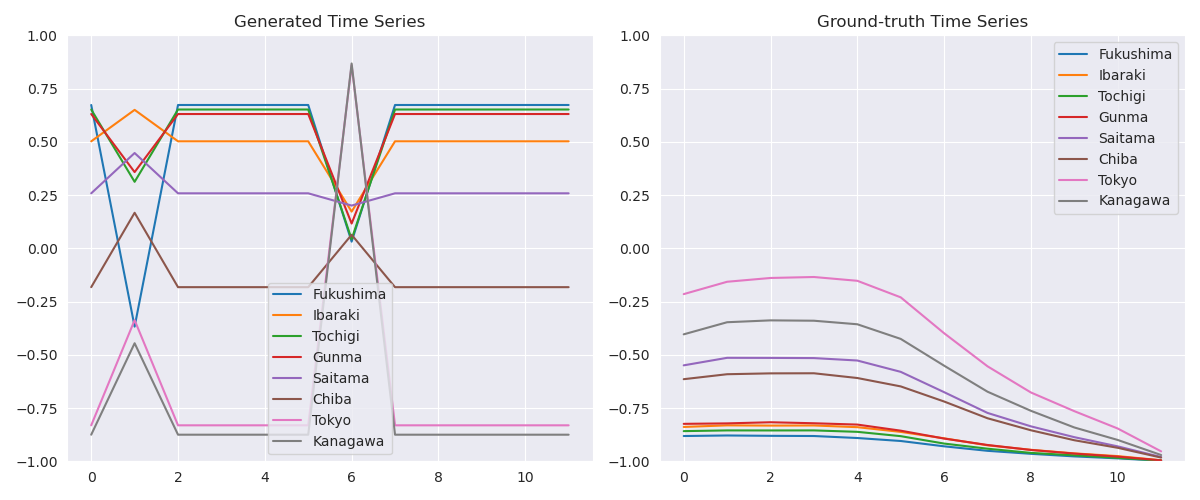 Generated Time Series
1.00
0.75
0.50
0.25
0.00
−0.25
−0.50
−0.75
−1.00
0 2 4 6 8 10
Fukushima
Ibaraki
Tochigi
Gunma
Saitama
Chiba
Tokyo
Kanagawa
Ground-truth Time Series
1.00
0.75
0.50
0.25
0.00
−0.25
−0.50
−0.75
−1.00
0 2 4 6 8 10
Fukushima
Ibaraki
Tochigi
Gunma
Saitama
Chiba
Tokyo
Kanagawa